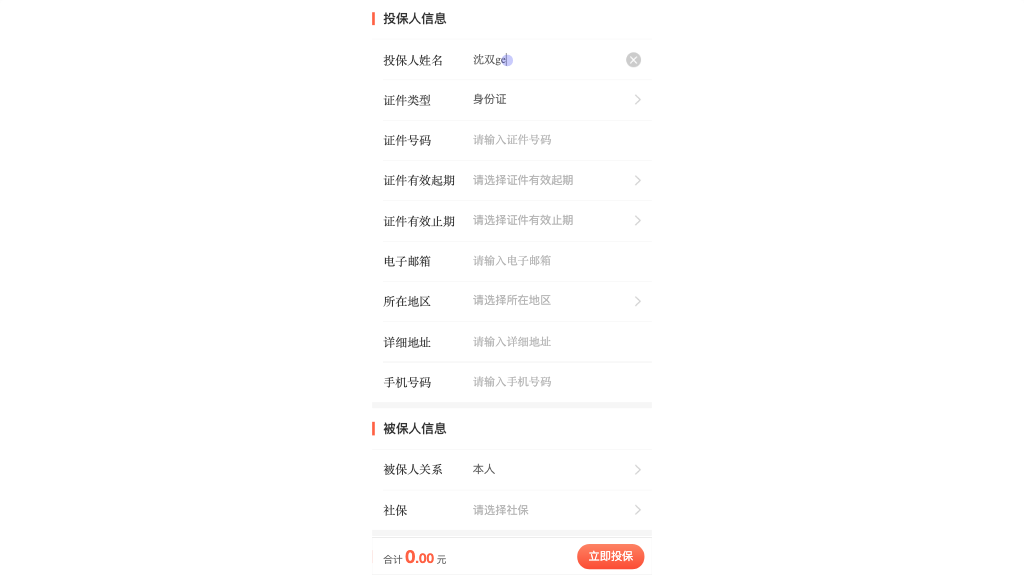 投保人信息
投保人姓名 沈双ge
证件类型 身份证
证件号码 请输入证件号码
证件有效起期 请选择证件有效起期
证件有效止期 请选择证件有效止期
电子邮箱 请输入电子邮箱
所在地区 请选择所在地区
详细地址 请输入详细地址
手机号码 请输入手机号码
被保人信息
被保人关系 本人
社保 请选择社保
合计 0.00 元 立即投保